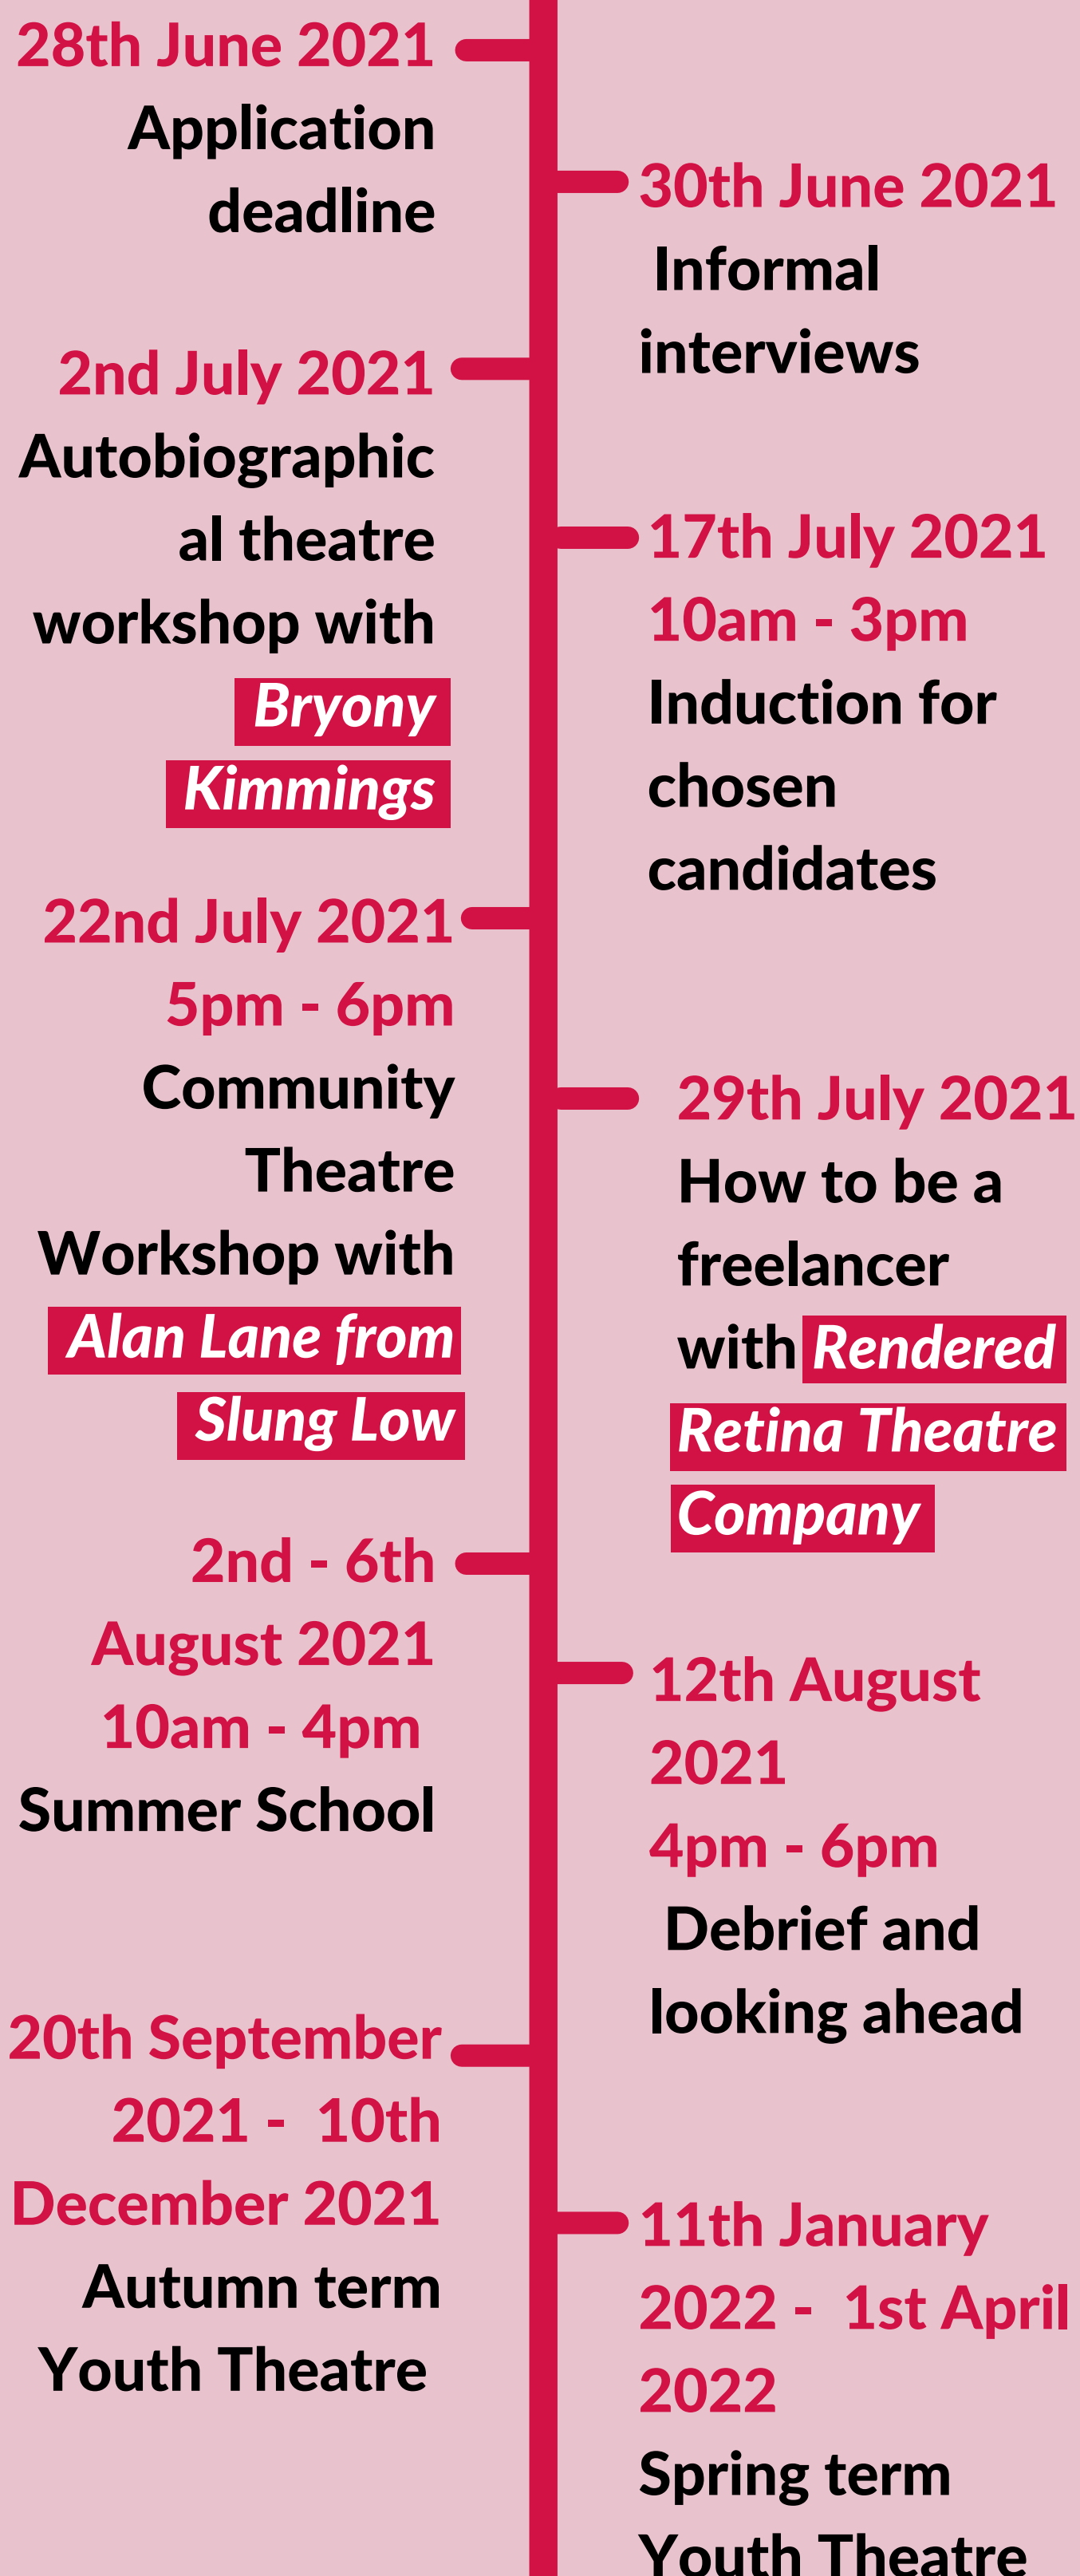 28th June 2021
Application
deadline
30th June 2021
Informal
interviews
2nd July 2021
Autobiographic
al theatre
workshop with
Bryony
Kimmings
17th July 2021
10am - 3pm
Induction for
chosen
candidates
22nd July 2021
5pm - 6pm
Community
Theatre
Workshop with
Alan Lane from
Slung Low
29th July 2021
How to be a
freelancer
with Rendered
Retina Theatre
Company
2nd - 6th
August 2021
10am - 4pm
Summer School
12th August
2021
4pm - 6pm
Debrief and
looking ahead
20th September
2021 - 10th
December 2021
Autumn term
Youth Theatre
11th January
2022 - 1st April
2022
Spring term
Youth Theatre